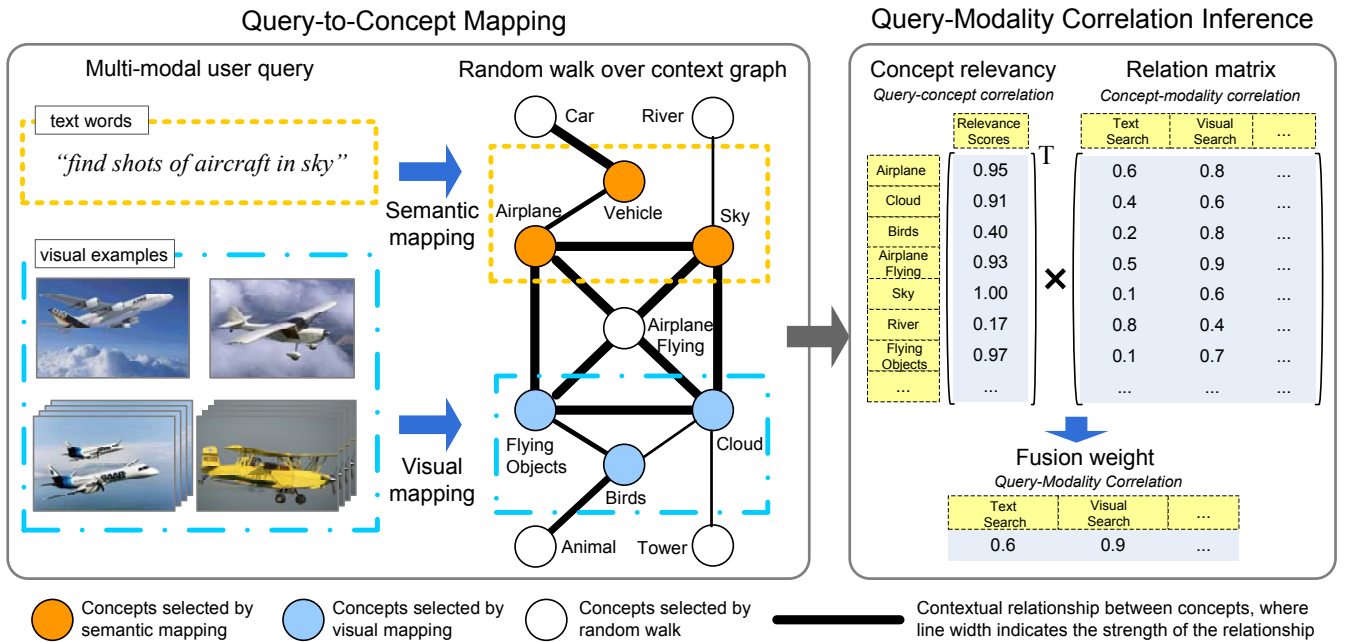 Query-to-Concept Mapping
Multi-modal user query
text words
“find shots of aircraft in sky”
visual examples
Semantic
mapping
Visual
mapping
Random walk over context graph
Car
River
Vehicle
Airplane
Sky
Airplane
Flying
Flying
Objects
Cloud
Birds
Animal
Tower
Query-Modality Correlation Inference
Concept relevancy
Query-concept correlation
Relation matrix
Concept-modality correlation
Relevance
Scores
T
Text
Search
Visual
Search
...
Airplane 0.95 0.6 0.8 ...
Cloud 0.91 0.4 0.6 ...
Birds 0.40 0.2 0.8 ...
Airplane
Flying 0.93 0.5 0.9 ...
Sky 1.00 0.1 0.6 ...
River 0.17 0.8 0.4 ...
Flying
Objects 0.97 0.1 0.7 ...
... ... ... ... ...
×
Fusion weight
Query-Modality Correlation
Text
Search
Visual
Search
...
0.6 0.9 ...
Concepts selected by
semantic mapping
Concepts selected by
visual mapping
Concepts selected by
random walk
Contextual relationship between concepts, where
line width indicates the strength of the relationship